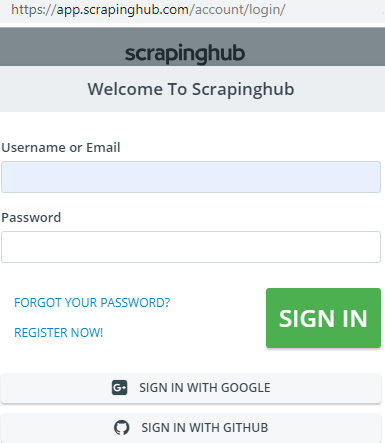 https://app.scrapinghub.com/account/login/
scrapinghub
Welcome To Scrapinghub
Username or Email
Password
FORGOT YOUR PASSWORD?
REGISTER NOW!
SIGN IN
SIGN IN WITH GOOGLE
SIGN IN WITH GITHUB